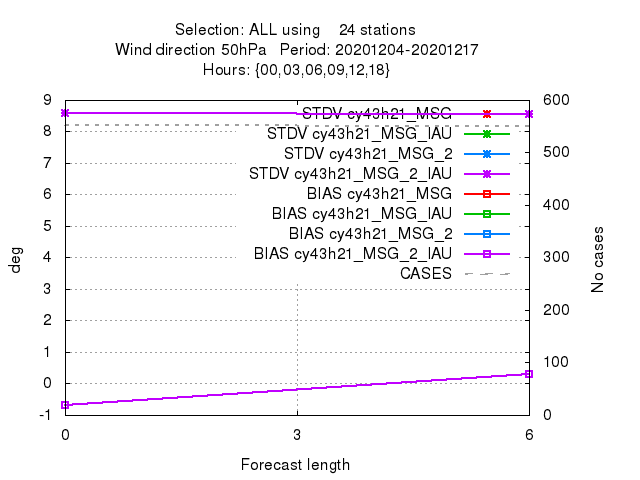 Selection: ALL using    24 stations
Wind direction 50hPa   Period: 20201204-20201217
Hours: {00,03,06,09,12,18}
9
8
7
6
5
4
3
2
1
0
-1
600
500
400
300
200
100
0
STDV cy43h21_MSG
STDV cy43h21_MSG_IAU
STDV cy43h21_MSG_2
STDV cy43h21_MSG_2_IAU
BIAS cy43h21_MSG
BIAS cy43h21_MSG_IAU
BIAS cy43h21_MSG_2
BIAS cy43h21_MSG_2_IAU
CASES
deg
No cases
0 3 6
Forecast length